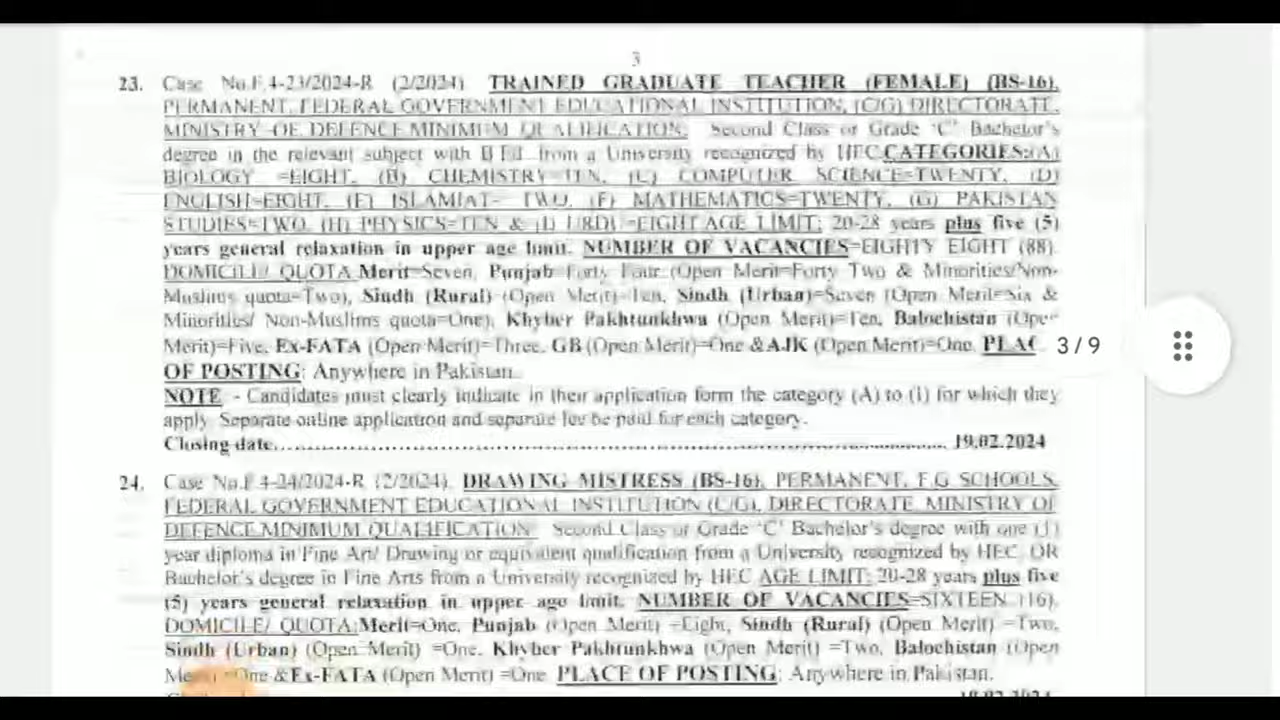 3
23. Case No.F.4-23/2024-R (2/2024) TRAINED GRADUATE TEACHER (FEMALE) (BS-16),
PERMANENT, FEDERAL GOVERNMENT EDUCATIONAL INSTITUTION, (C/G) DIRECTORATE,
MINISTRY OF DEFENCE.MINIMUM QUALIFICATION: Second Class or Grade 'C' Bachelor's
degree in the relevant subject with B.Ed. from a University recognized by HEC.CATEGORIES:(A)
BIOLOGY =EIGHT, (B) CHEMISTRY=TEN, (C) COMPUTER SCIENCE=TWENTY, (D)
ENGLISH=EIGHT, (E) ISLAMIAT= TWO, (F) MATHEMATICS=TWENTY, (G) PAKISTAN
STUDIES=TWO, (H) PHYSICS=TEN & (I) URDU =EIGHT AGE LIMIT: 20-28 years plus five (5)
years general relaxation in upper age limit. NUMBER OF VACANCIES=EIGHTY EIGHT (88).
DOMICILE/ QUOTA Merit=Seven, Punjab=Forty Four (Open Merit=Forty Two & Minorities/Non-
Muslims quota=Two), Sindh (Rural) (Open Merit)=Ten, Sindh (Urban)=Seven (Open Merit=Six &
Minorities/ Non-Muslims quota=One), Khyber Pakhtunkhwa (Open Merit)=Ten, Balochistan (Open
Merit)=Five, Ex-FATA (Open Merit)=Three, GB (Open Merit)=One &AJK (Open Merit)=One. PLAC
OF POSTING: Anywhere in Pakistan.
NOTE - Candidates must clearly indicate in their application form the category (A) to (I) for which they
apply. Separate online application and separate fee be paid for each category.
Closing date........................................................................................ 19.02.2024
3 / 9
24. Case No.F.4-24/2024-R (2/2024). DRAWING MISTRESS (BS-16), PERMANENT, F.G SCHOOLS,
FEDERAL GOVERNMENT EDUCATIONAL INSTITUTION (C/G), DIRECTORATE, MINISTRY OF
DEFENCE.MINIMUM QUALIFICATION: Second Class or Grade 'C' Bachelor's degree with one (1)
year diploma in Fine Art/ Drawing or equivalent qualification from a University recognized by HEC. OR
Bachelor's degree in Fine Arts from a University recognized by HEC AGE LIMIT: 20-28 years plus five
(5) years general relaxation in upper age limit. NUMBER OF VACANCIES=SIXTEEN (16).
DOMICILE/ QUOTA:Merit=One, Punjab (Open Merit) =Eight, Sindh (Rural) (Open Merit) =Two,
Sindh (Urban) (Open Merit) =One, Khyber Pakhtunkhwa (Open Merit) =Two, Balochistan (Open
=One &Ex-FATA (Open Merit) =One. PLACE OF POSTING: Anywhere in Pakistan.
19.02.2024